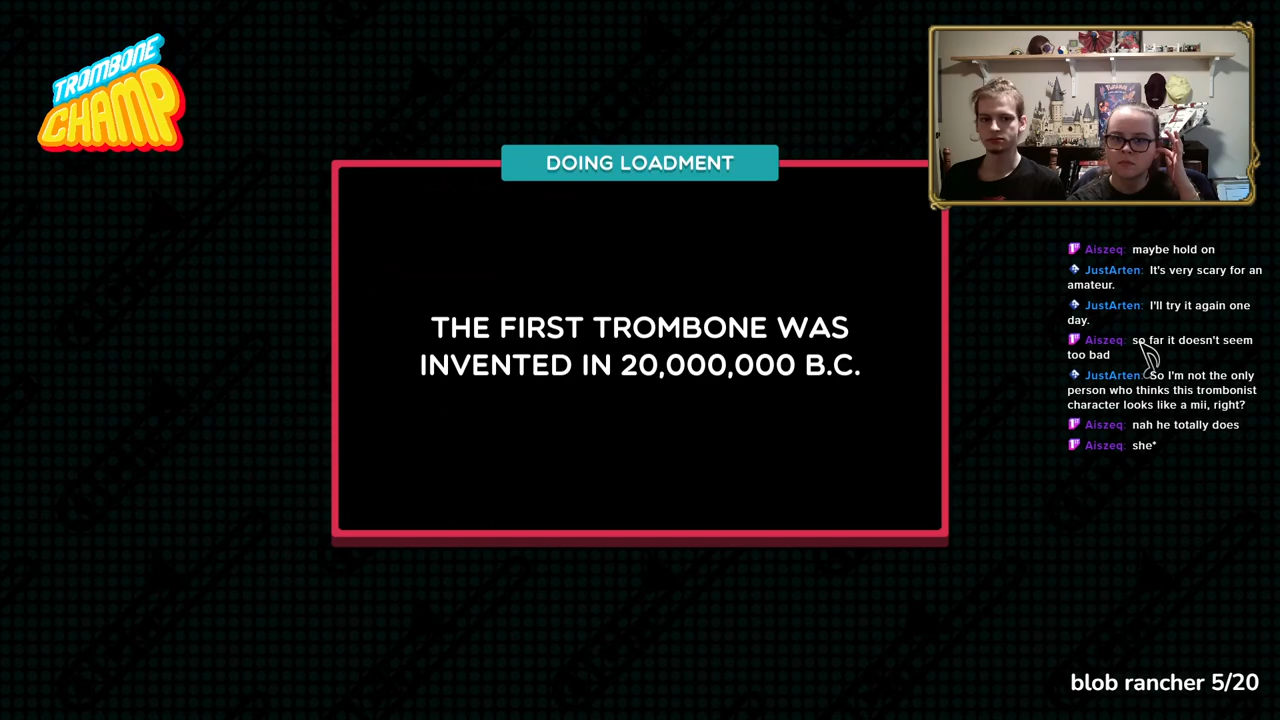 TROMBONE
CHAMP
DOING LOADMENT
THE FIRST TROMBONE WAS
INVENTED IN 20,000,000 B.C.
Aiszeq: maybe hold on
JustArten: It's very scary for an
amateur.
JustArten: I'll try it again one
day.
Aiszeq: so far it doesn't seem
too bad
JustArten: So I'm not the only
person who thinks this trombonist
character looks like a mii, right?
Aiszeq: nah he totally does
Aiszeq: she*
blob rancher 5/20